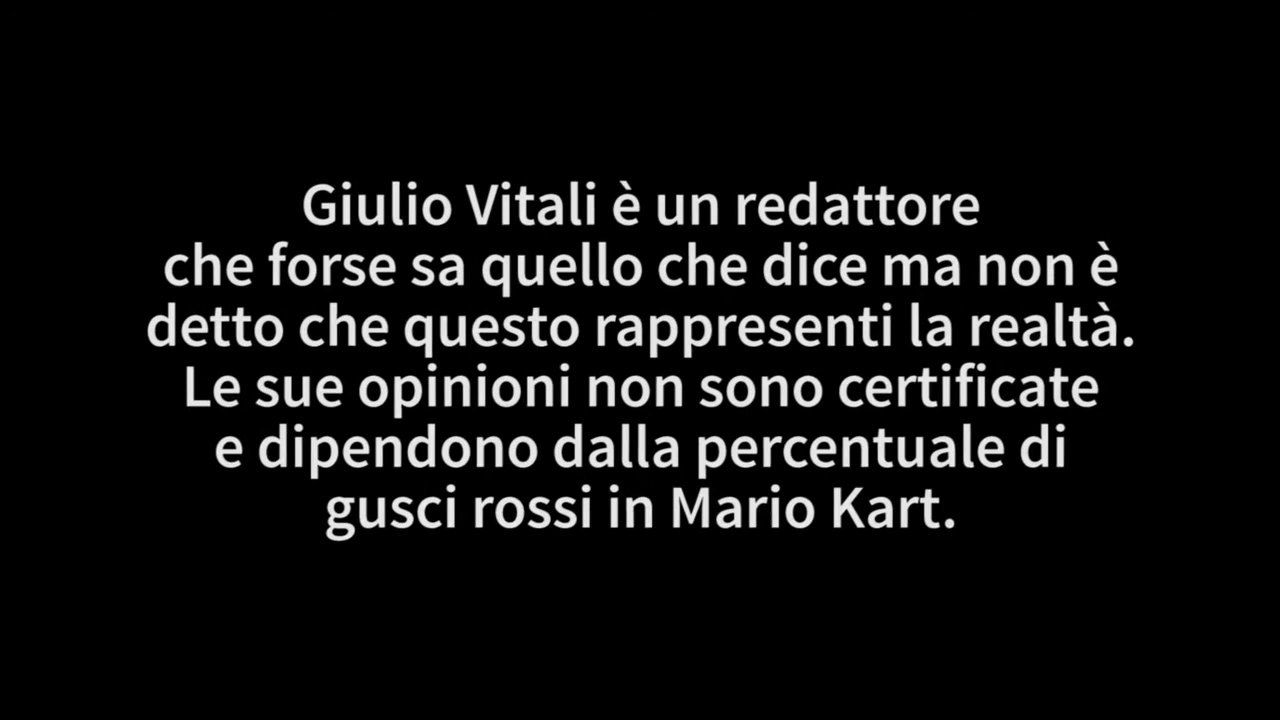 Giulio Vitali è un redattore
che forse sa quello che dice ma non è
detto che questo rappresenti la realtà.
Le sue opinioni non sono certificate
e dipendono dalla percentuale di
gusci rossi in Mario Kart.